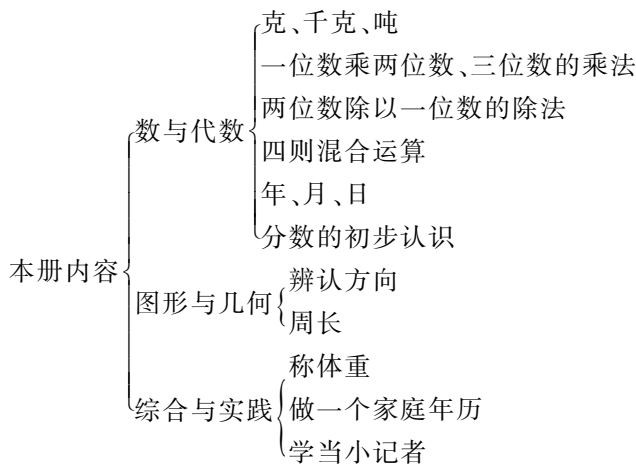 本册内容
数与代数
克、千克、吨
一位数乘两位数、三位数的乘法
两位数除以一位数的除法
四则混合运算
年、月、日
分数的初步认识
图形与几何
辨认方向
周长
综合与实践
称体重
做一个家庭年历
学当小记者